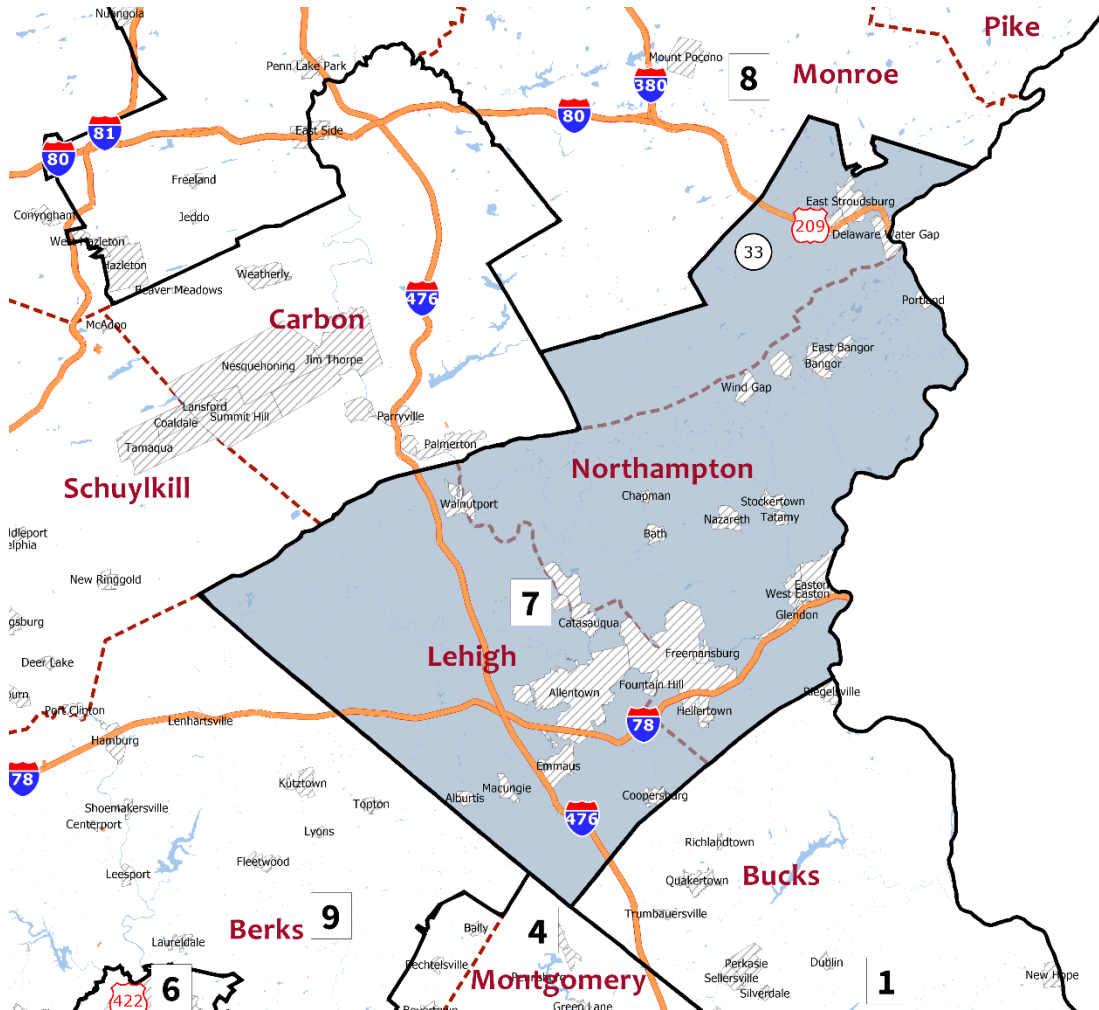 Nuangola
Pike
Penn Lake Park
Mount Pocono
8
Monroe
380
80
81
East Side
80
Freeland
Conyngham
Jeddo
East Stroudsburg
West Hazleton
209
Delaware Water Gap
33
Hazleton
Weatherly
Beaver Meadows
476
Portland
McAdoo
Carbon
East Bangor
Jim Thorpe
Bangor
Nesquehoning
Wind Gap
Lansford
Summit Hill
Parryville
Coaldale
Tamaqua
Palmerton
Northampton
Schuylkill
Walnutport
Chapman
Stockertown
Nazareth
Tatamy
Bath
ddleport
elphia
New Ringgold
Easton
West Easton
7
Glendon
gsburg
Catasauqua
Lehigh
Freemansburg
Deer Lake
Fountain Hill
Allentown
Riegelsville
urn
Port Clinton
Lenhartsville
Hellertown
78
Hamburg
Emmaus
78
Kutztown
Macungie
Alburtis
Coopersburg
Topton
Shoemakersville
Centerport
476
Lyons
Richlandtown
Fleetwood
Leesport
Bucks
Quakertown
Trumbauersville
9
Berks
Bally
4
Laureldale
Bechtelsville
Perkasie
Dublin
Montgomery
Sellersville
1
New Hope
6
Silverdale
422
Green Lane